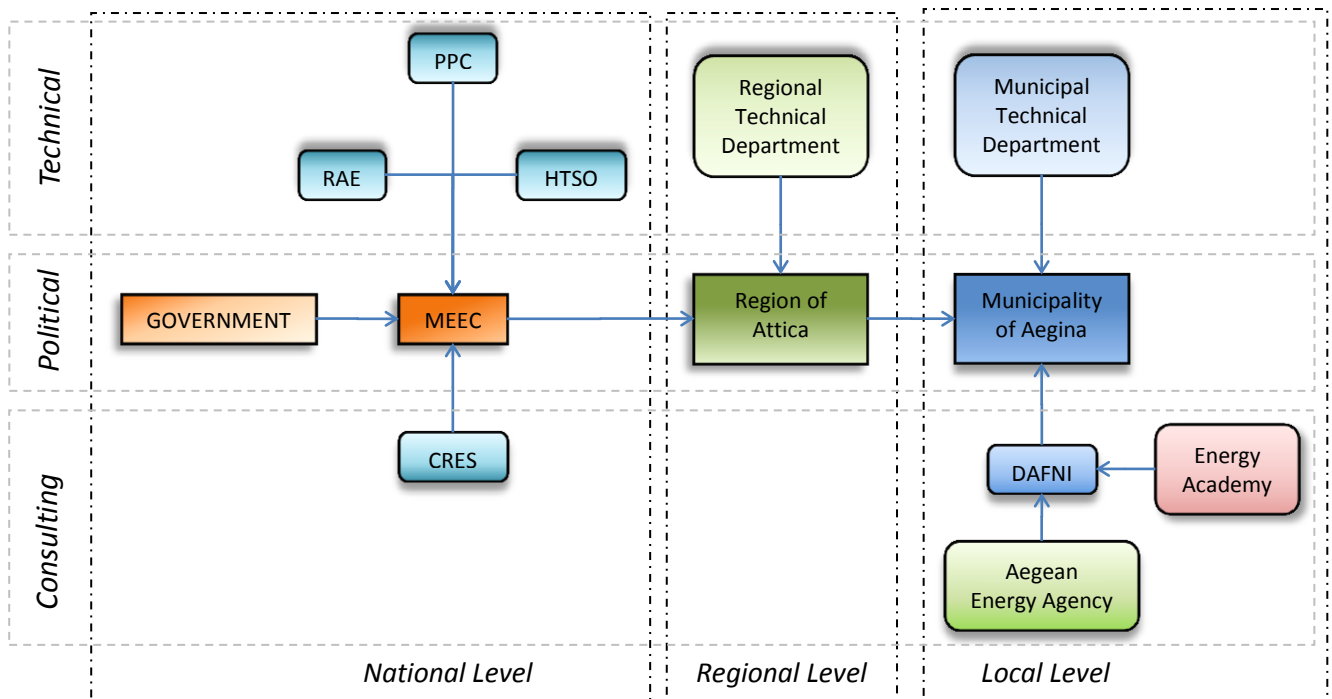 Technical
PPC
RAE
HTSO
Regional
Technical
Department
Municipal
Technical
Department
Political
GOVERNMENT
MEEC
Region of
Attica
Municipality
of Aegina
Consulting
CRES
DAFNI
Energy
Academy
Aegean
Energy Agency
National Level
Regional Level
Local Level